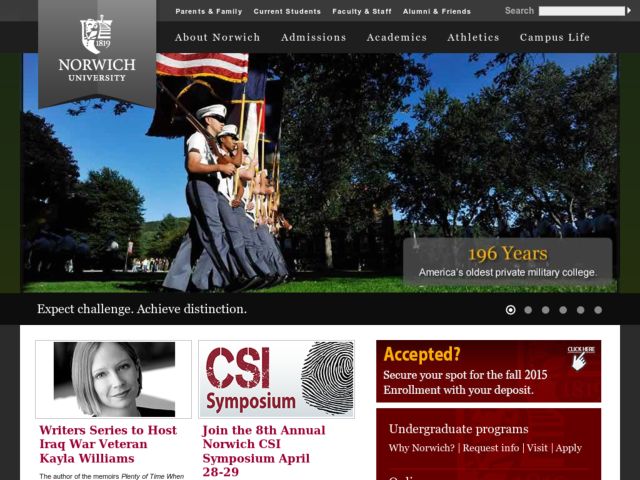 Parents & Family Current Students Faculty & Staff Alumni & Friends Search
1819
NORWICH
UNIVERSITY
About Norwich Admissions Academics Athletics Campus Life
196 Years
America's oldest private military college.
Expect challenge. Achieve distinction.
Writers Series to Host
Iraq War Veteran
Kayla Williams
The author of the memoirs Plenty of Time When
CSI
Symposium
Join the 8th Annual
Norwich CSI
Symposium April
28-29
Accepted?
CLICK HERE
Secure your spot for the fall 2015
Enrollment with your deposit.
Undergraduate programs
Why Norwich? | Request info | Visit | Apply